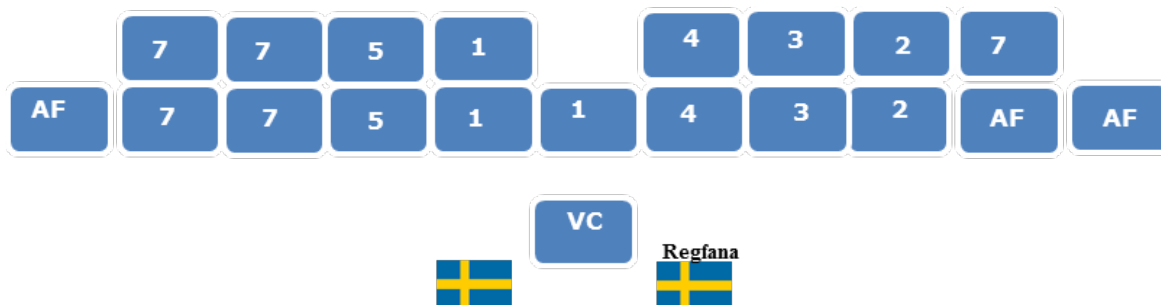 7 7 5 1 4 3 2 7
AF 7 7 5 1 1 4 3 2 AF AF
VC
Regfana